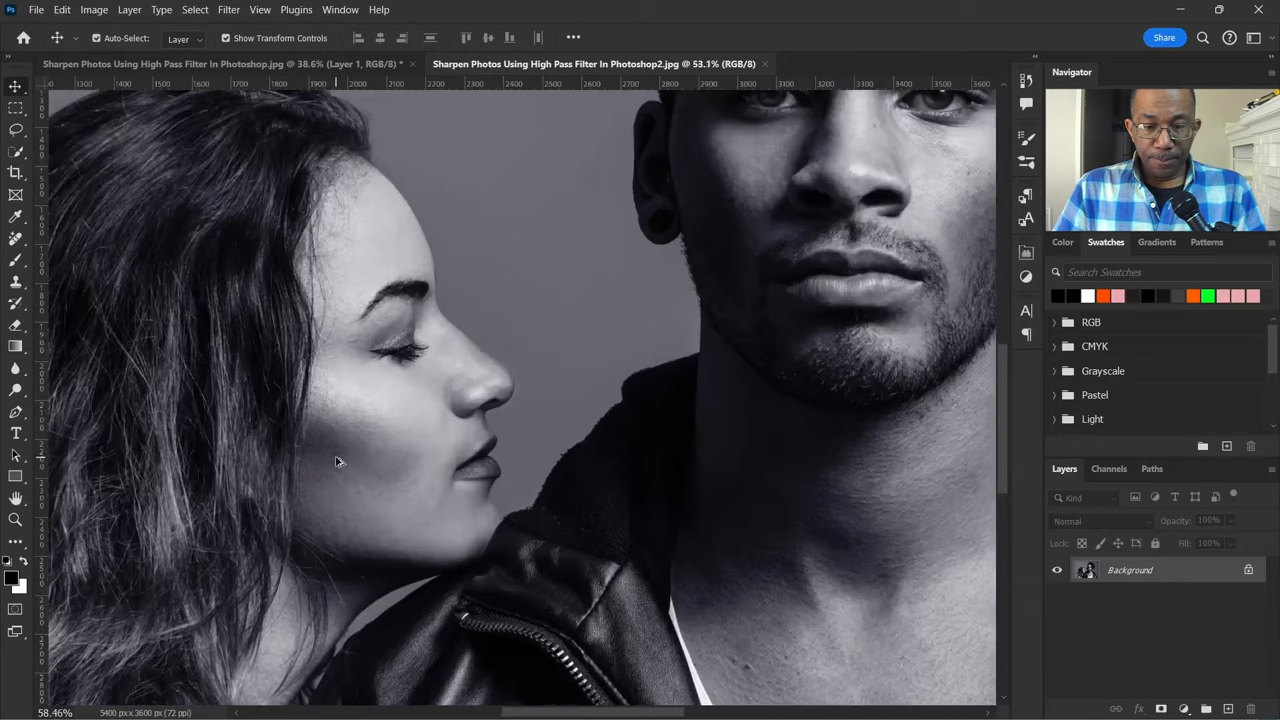 Ps File Edit Image Layer Type Select Filter View Plugins Window Help
Auto-Select: Layer Show Transform Controls Share
Sharpen Photos Using High Pass Filter In Photoshop.jpg @ 38.6% (Layer 1, RGB/8) * Sharpen Photos Using High Pass Filter In Photoshop2.jpg @ 53.1% (RGB/8)
Navigator
1300 1400 1500 1600 1700 1800 1900 2000 2100 2200 2300 2400 2500 2600 2700 2800 2900 3000 3100 3200 3300 3400 3500 3600
Color Swatches Gradients Patterns
Search Swatches
RGB
CMYK
Grayscale
Pastel
Light
Layers Channels Paths
Kind
Normal Opacity: 100%
Lock: Fill: 100%
Background
58.46% 5400 px x 3600 px (72 ppi)